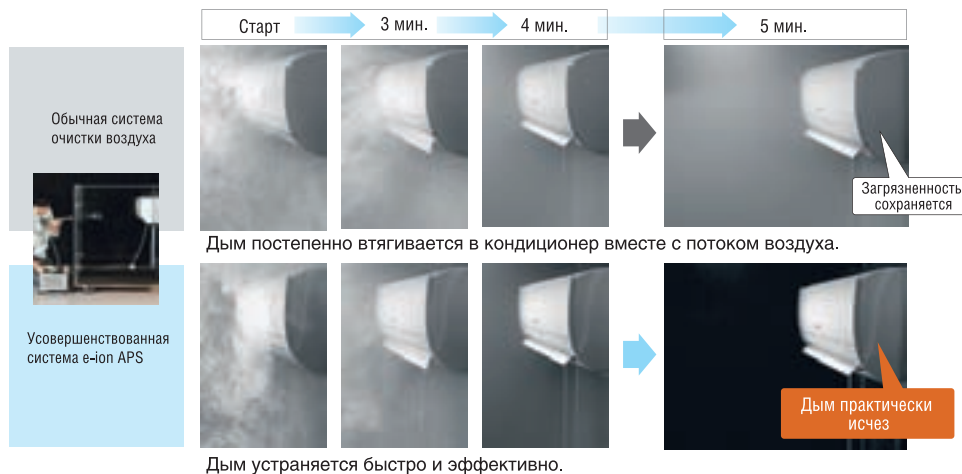 Старт
3 мин.
4 мин.
5 мин.
Обычная система
очистки воздуха
Загрязненность
сохраняется
Дым постепенно втягивается в кондиционер вместе с потоком воздуха.
Усовершенствованная
система e-ion APS
Дым практически
исчез
Дым устраняется быстро и эффективно.